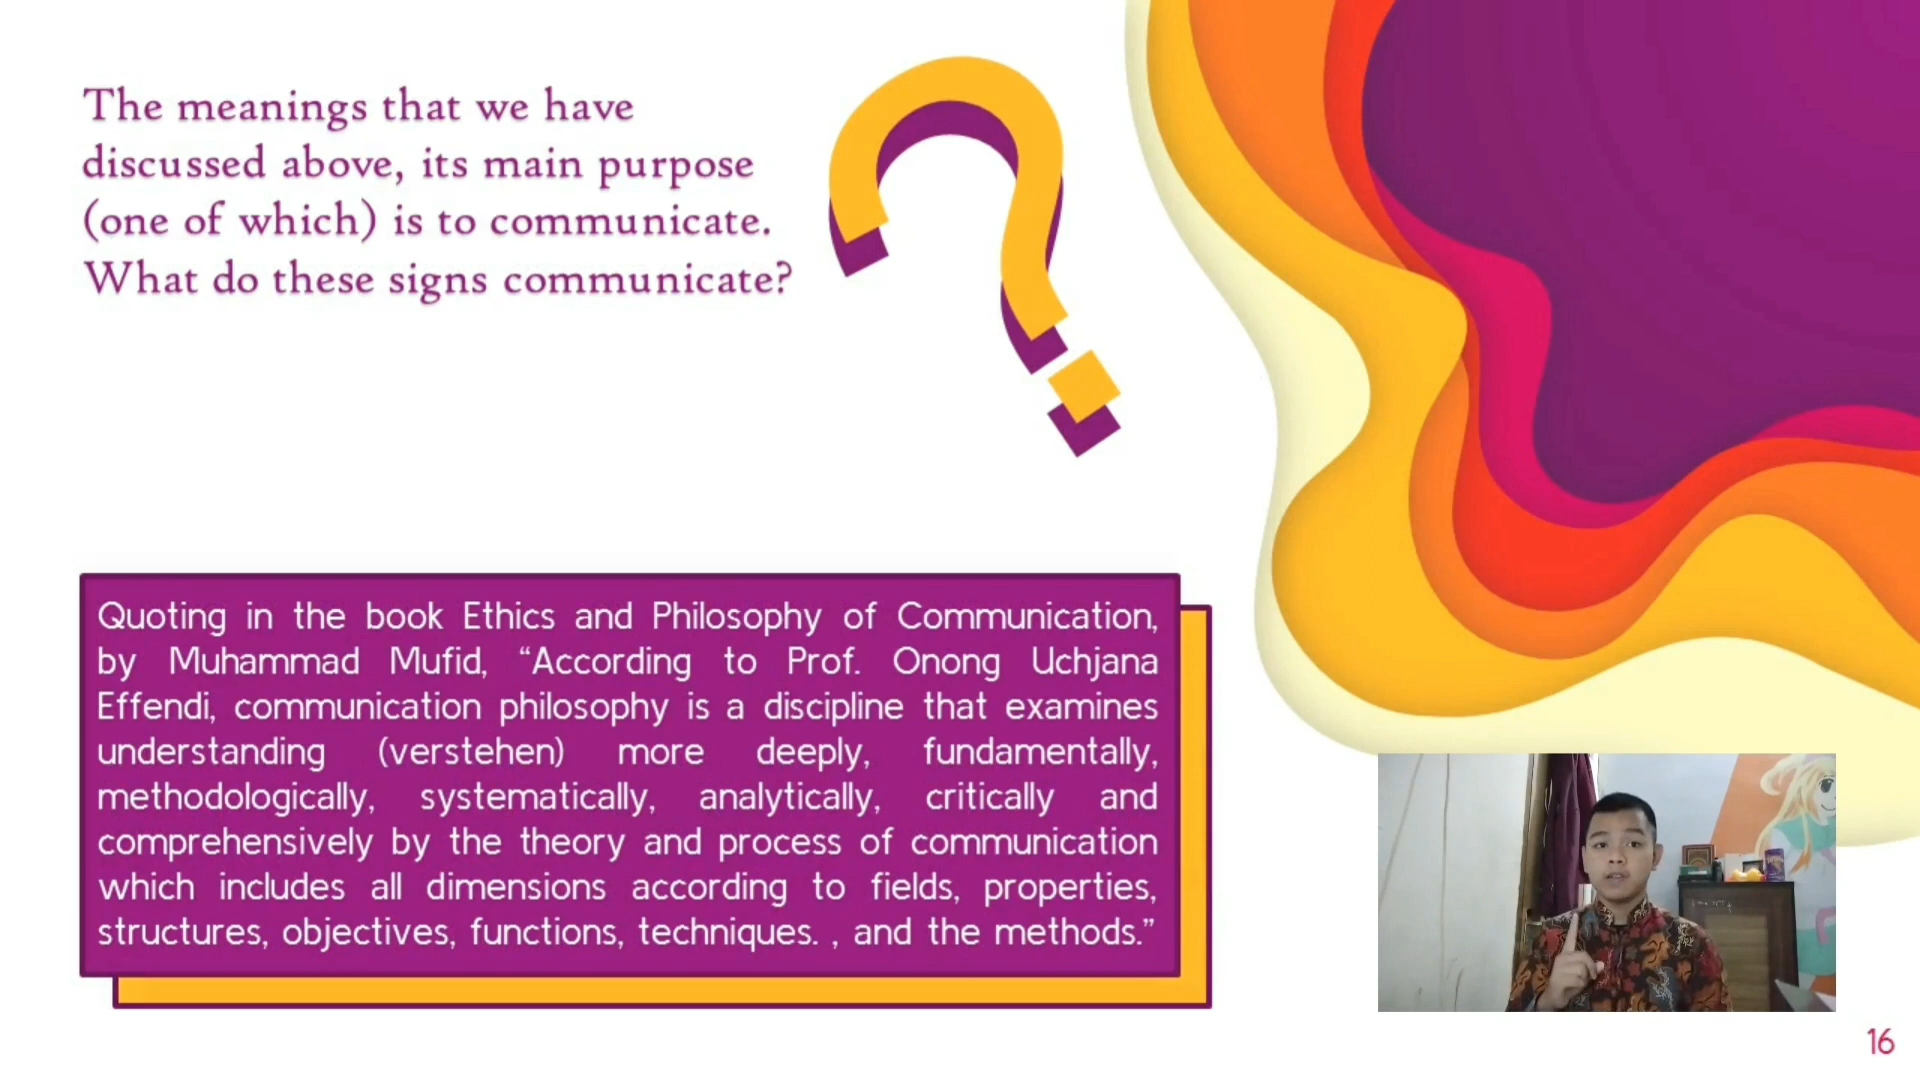 The meanings that we have
discussed above, its main purpose
(one of which) is to communicate.
What do these signs communicate?
Quoting in the book Ethics and Philosophy of Communication,
by Muhammad Mufid, “According to Prof. Onong Uchjana
Effendi, communication philosophy is a discipline that examines
understanding (verstehen) more deeply, fundamentally,
methodologically, systematically, analytically, critically and
comprehensively by the theory and process of communication
which includes all dimensions according to fields, properties,
structures, objectives, functions, techniques. , and the methods.”
16